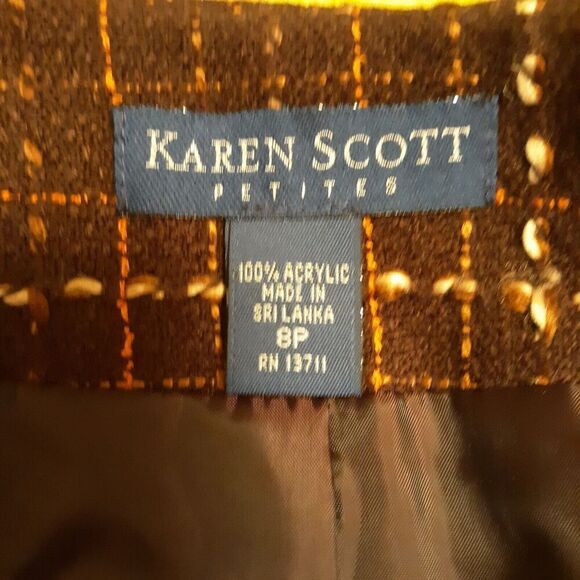 KAREN SCOTT
PETITES
100% ACRYLIC
MADE IN
SRI LANKA
8P
RN 13711